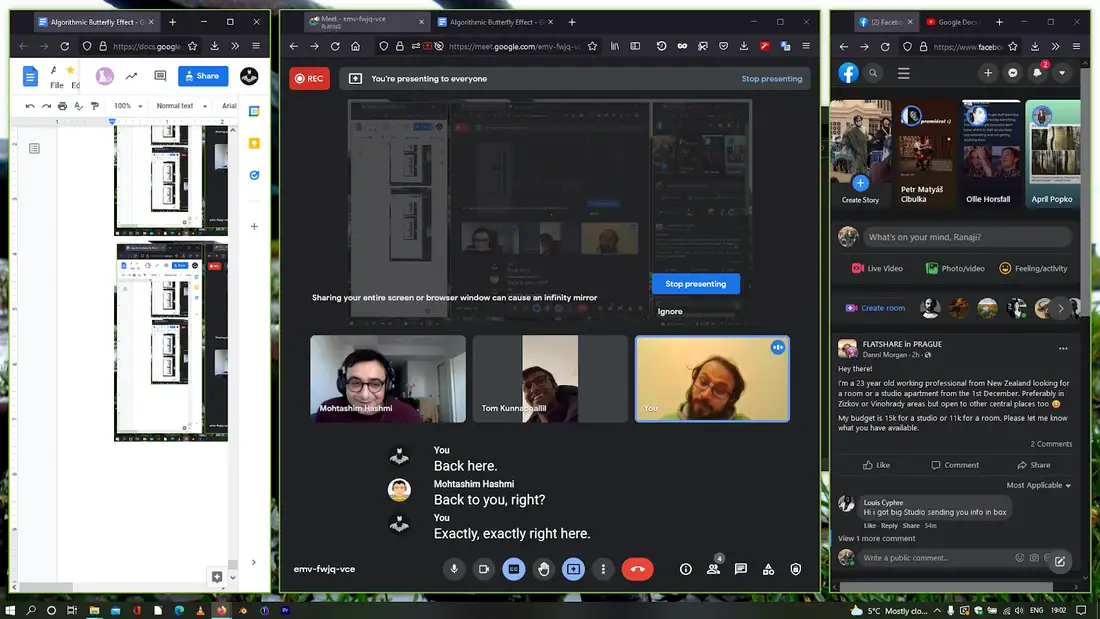 Algorithmic Butterfly Effect - G
https://docs.google.
File
Ed
Share
100%
Normal text
Arial
Meet - emv-fwjq-vce
PLAYING
Algorithmic Butterfly Effect - G
https://meet.google.com/emv-fwjq-v
REC
You're presenting to everyone
Stop presenting
Sharing your entire screen or browser window can cause an infinity mirror
Stop presenting
Ignore
Mohtashim Hashmi
Tom Kunnappallil
You
You
Back here.
Mohtashim Hashmi
Back to you, right?
You
Exactly, exactly right here.
emv-fwjq-vce
4
(2) Facebook
Google Docs
https://www.facebo
2
Create Story
premiéra! :)
Petr Matyáš Cibulka
Ollie Horsfall
April Popko
What's on your mind, Ranaji?
Live Video
Photo/video
Feeling/activity
Create room
FLATSHARE in PRAGUE
Danni Morgan · 2h ·
Hey there!
I'm a 23 year old working professional from New Zealand looking for
a room or a studio apartment from the 1st December. Preferably in
Zizkov or Vinohrady areas but open to other central places too 😄
My budget is 15k for a studio or 11k for a room. Please let me know
what you have available.
2 Comments
Like
Comment
Share
Most Applicable
Louis Cyphre
Hi i got big Studio sending you info in box
Like · Reply · Share · 54m
View 1 more comment
Write a public comment...
5°C Mostly clo...
ENG
19:02